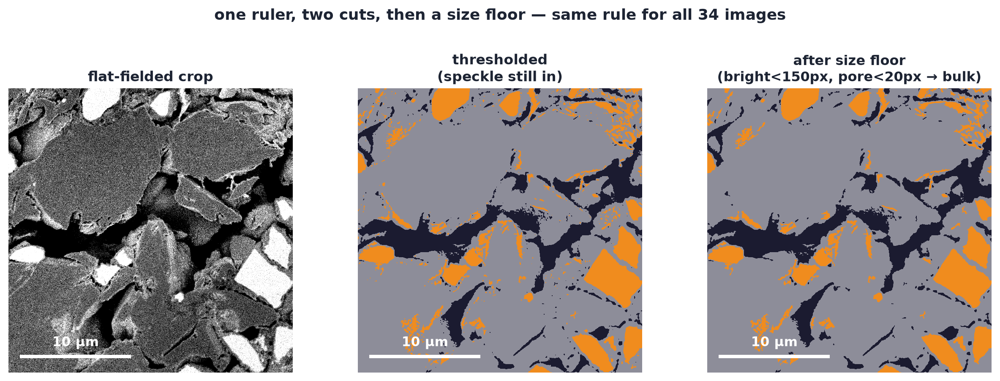 one ruler, two cuts, then a size floor — same rule for all 34 images
flat-fielded crop
thresholded
(speckle still in)
after size floor
(bright<150px, pore<20px → bulk)
10 µm
10 µm
10 µm